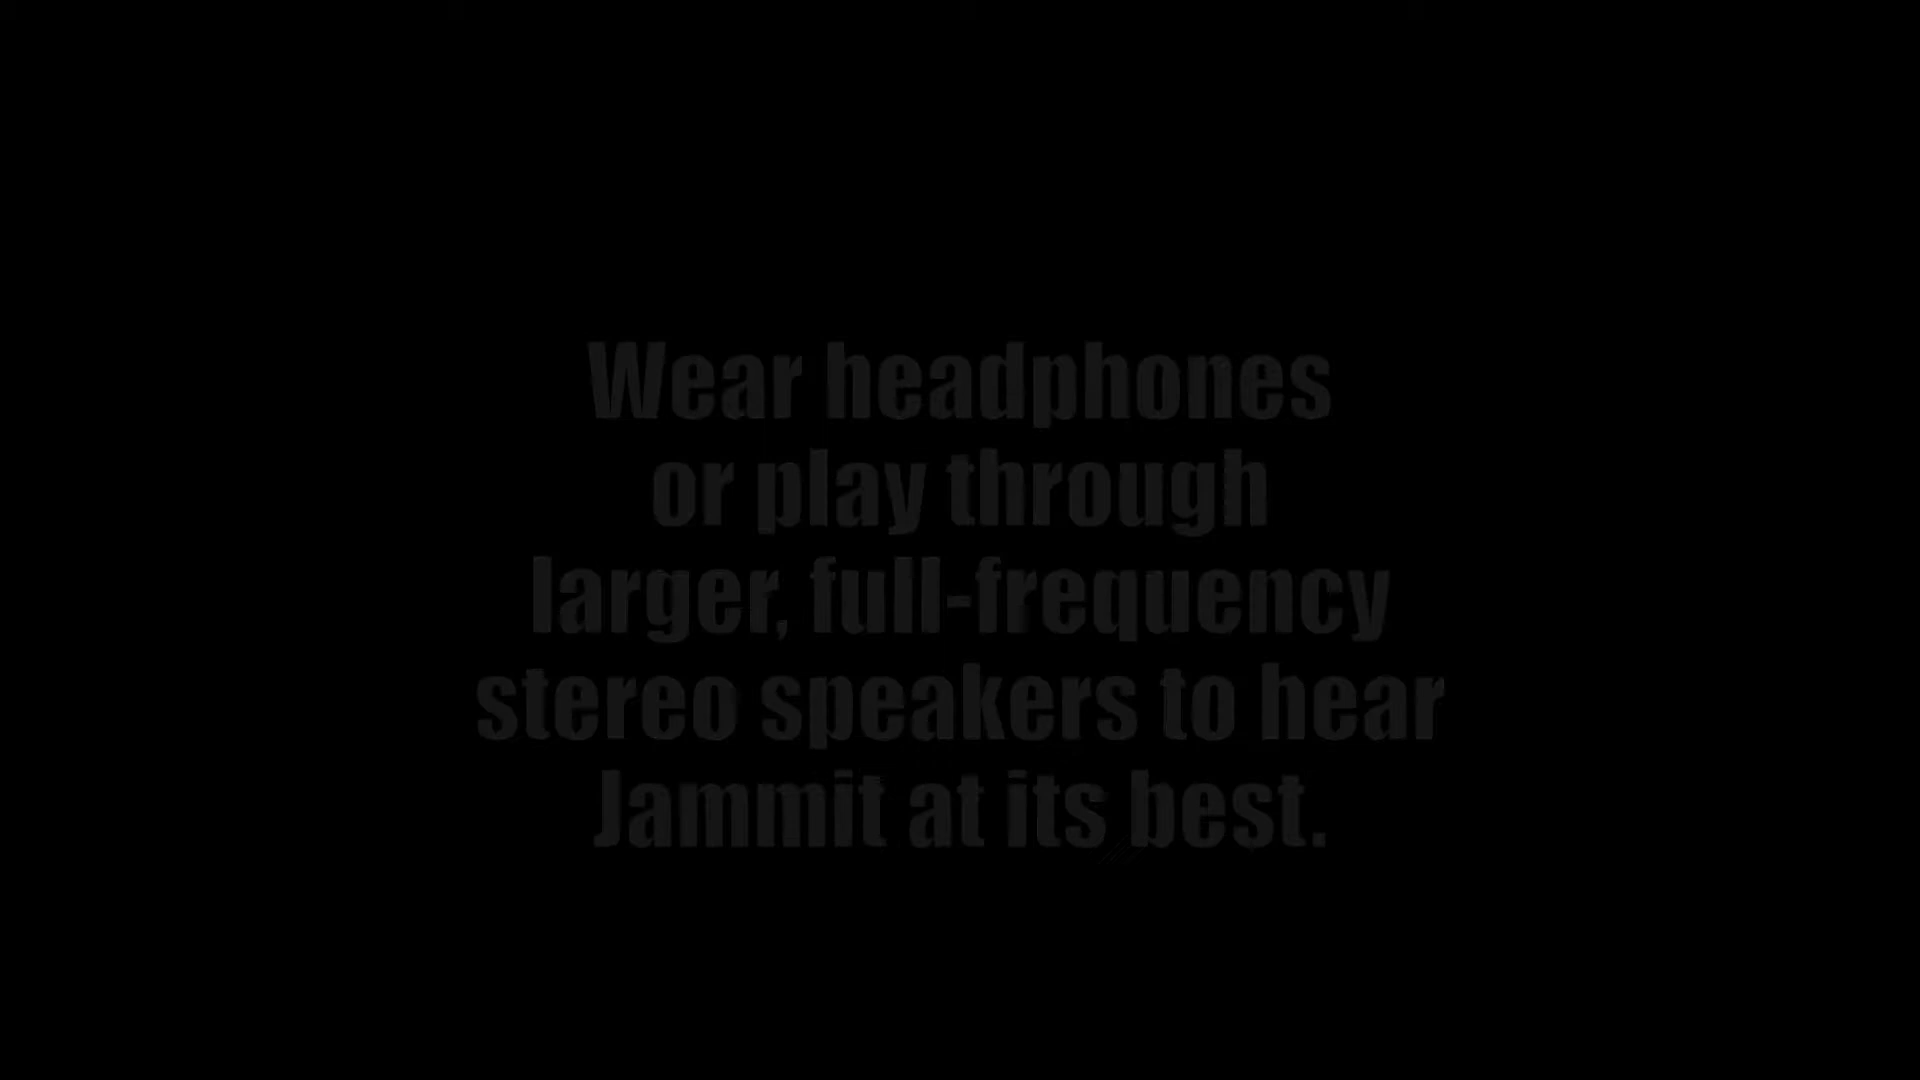 Wear headphones
or play through
larger, full-frequency
stereo speakers to hear
Jammit at its best.